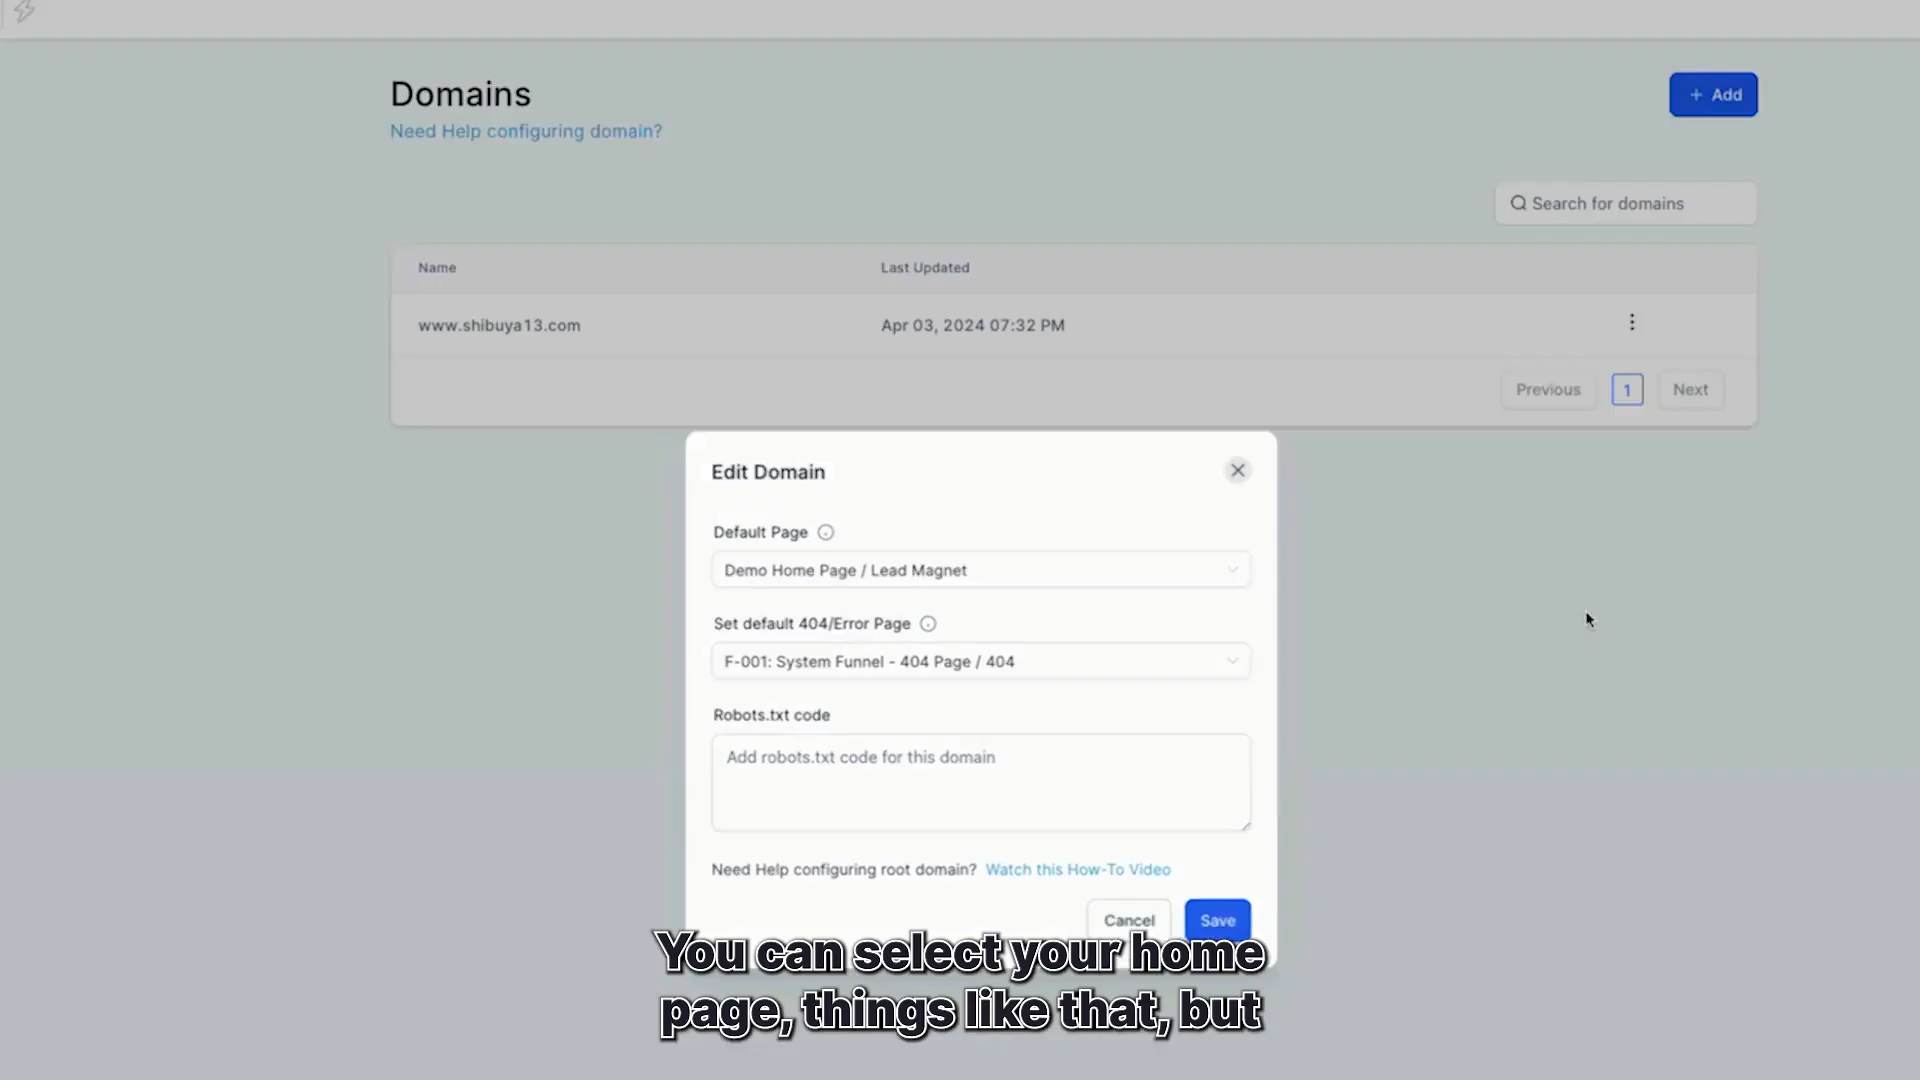 Domains
+ Add
Need Help configuring domain?
Search for domains
Name Last Updated
www.shibuya13.com Apr 03, 2024 07:32 PM
Previous 1 Next
Edit Domain
Default Page
Demo Home Page / Lead Magnet
Set default 404/Error Page
F-001: System Funnel - 404 Page / 404
Robots.txt code
Add robots.txt code for this domain
Need Help configuring root domain? Watch this How-To Video
Cancel Save
You can select your home
page, things like that, but